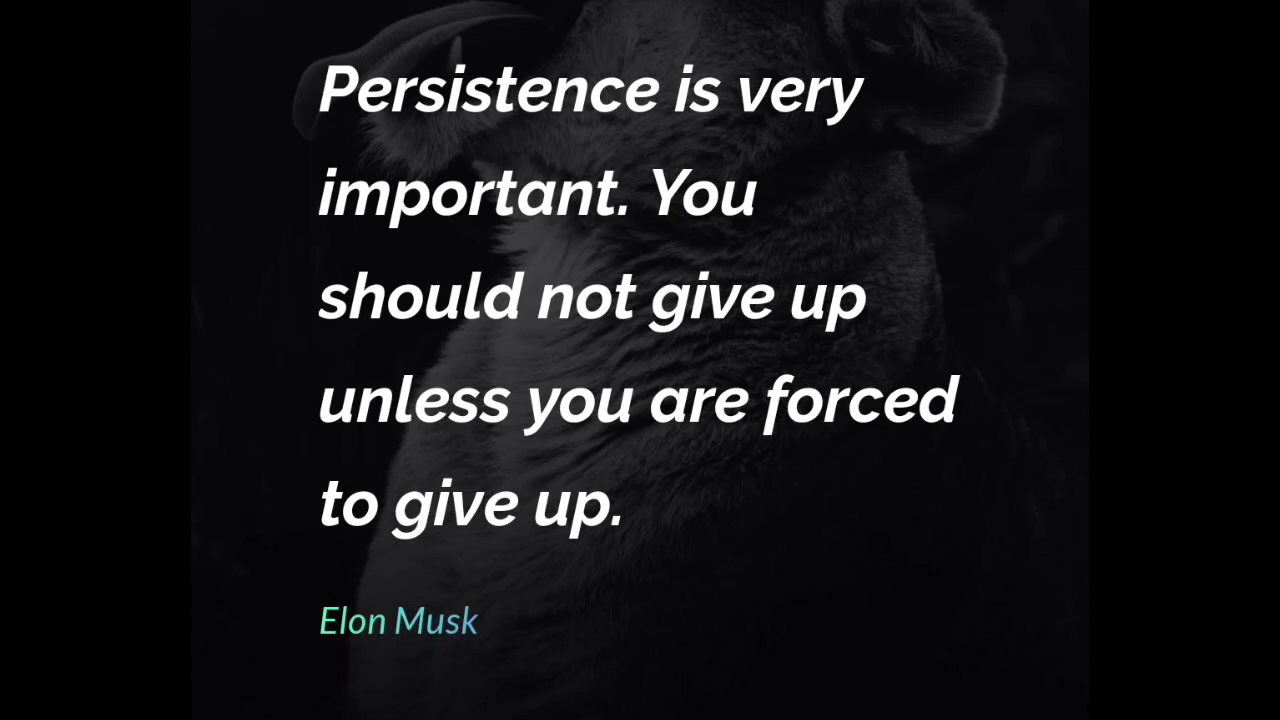 Persistence is very
important. You
should not give up
unless you are forced
to give up.
Elon Musk